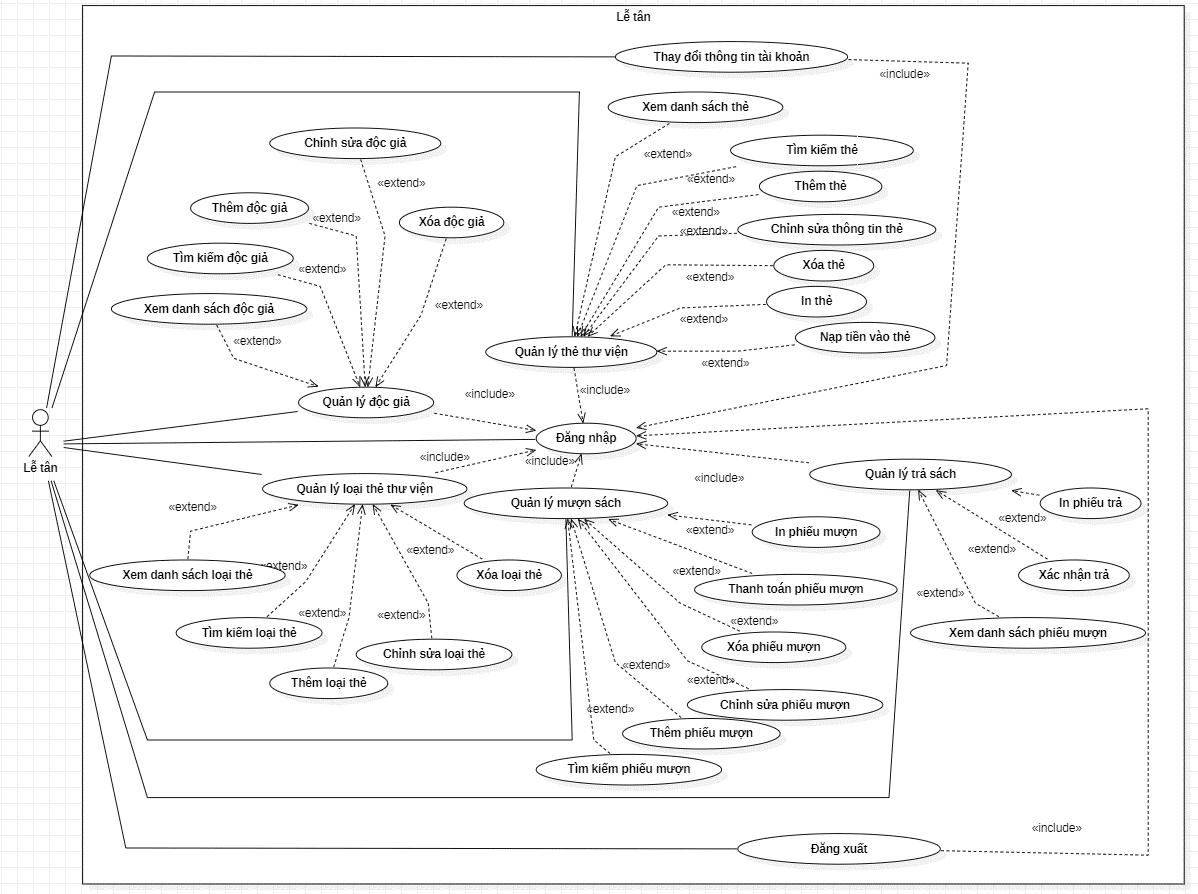 Lễ tân
Thay đổi thông tin tài khoản
«include»
Xem danh sách thẻ
Chỉnh sửa độc giả
«extend»
Tìm kiếm thẻ
«extend»
«extend»
Thêm thẻ
Thêm độc giả
«extend»
Xóa độc giả
«extend»
«extend»
Chỉnh sửa thông tin thẻ
Tìm kiếm độc giả
«extend»
Xóa thẻ
«extend»
Xem danh sách độc giả
«extend»
In thẻ
«extend»
«extend»
Nạp tiền vào thẻ
Quản lý thẻ thư viện
«extend»
Quản lý độc giả
«include»
«include»
Đăng nhập
Lễ tân
«include»
«include»
Quản lý trả sách
«include»
Quản lý loại thẻ thư viện
Quản lý mượn sách
In phiếu trả
«extend»
«extend»
«extend»
In phiếu mượn
«extend»
«extend»
Xem danh sách loại thẻ
extend»
Xóa loại thẻ
«extend»
Xác nhận trả
Thanh toán phiếu mượn
«extend»
«extend»
«extend»
«extend»
Tìm kiếm loại thẻ
Xem danh sách phiếu mượn
Xóa phiếu mượn
Chỉnh sửa loại thẻ
«extend»
Thêm loại thẻ
«extend»
Chỉnh sửa phiếu mượn
«extend»
Thêm phiếu mượn
Tìm kiếm phiếu mượn
«include»
Đăng xuất